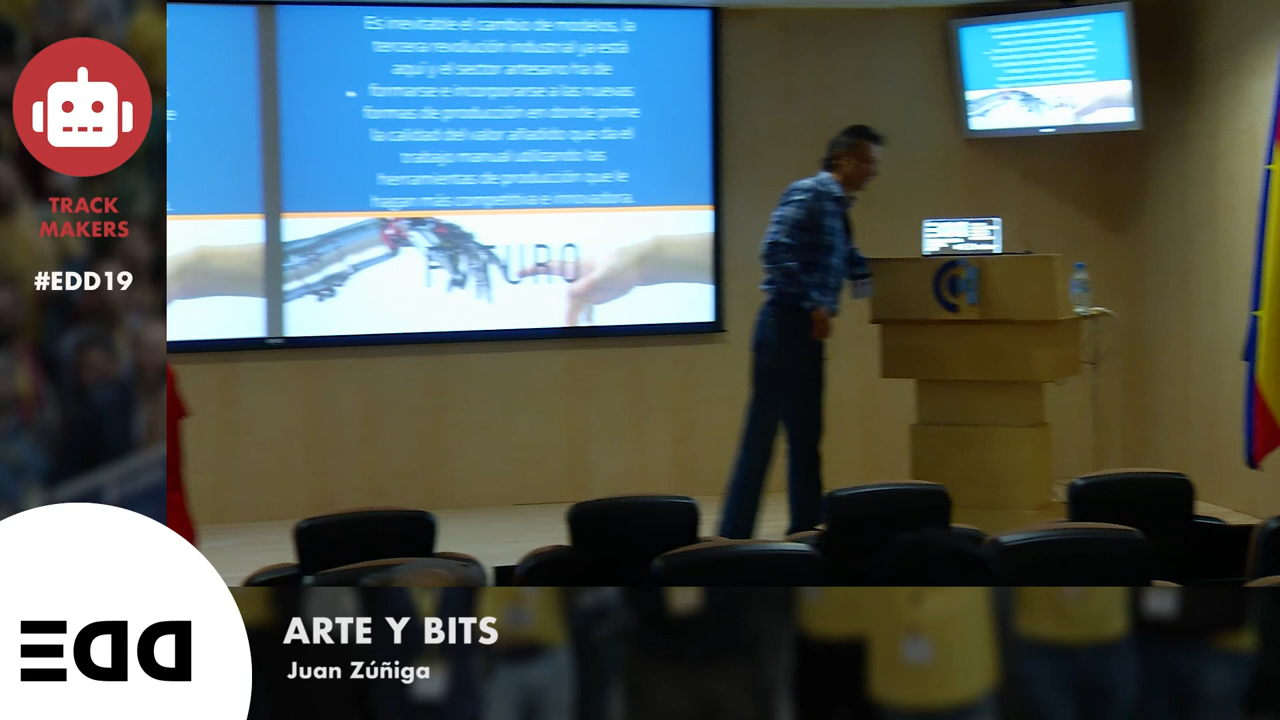 TRACK
MAKERS
#EDD19
Es inevitable el cambio de modelos, la
tercera revolución industrial ya está
aquí y el sector artesano ha de
formarse e incorporarse a las nuevas
formas de producción en donde prime
la calidad del valor añadido que da el
trabajo manual utilizando las
herramientas de producción que le
hagan más competitivo e innovador/a.
FUTURO
EDD
ARTE Y BITS
Juan Zúñiga